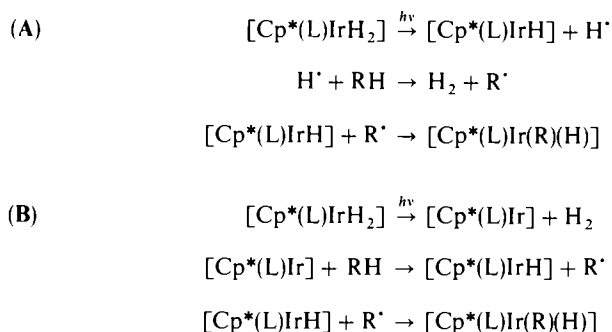 (A) [Cp*(L)IrH₂] —hν→ [Cp*(L)IrH] + H˙
H˙ + RH → H₂ + R˙
[Cp*(L)IrH] + R˙ → [Cp*(L)Ir(R)(H)]
(B) [Cp*(L)IrH₂] —hν→ [Cp*(L)Ir] + H₂
[Cp*(L)Ir] + RH → [Cp*(L)IrH] + R˙
[Cp*(L)IrH] + R˙ → [Cp*(L)Ir(R)(H)]